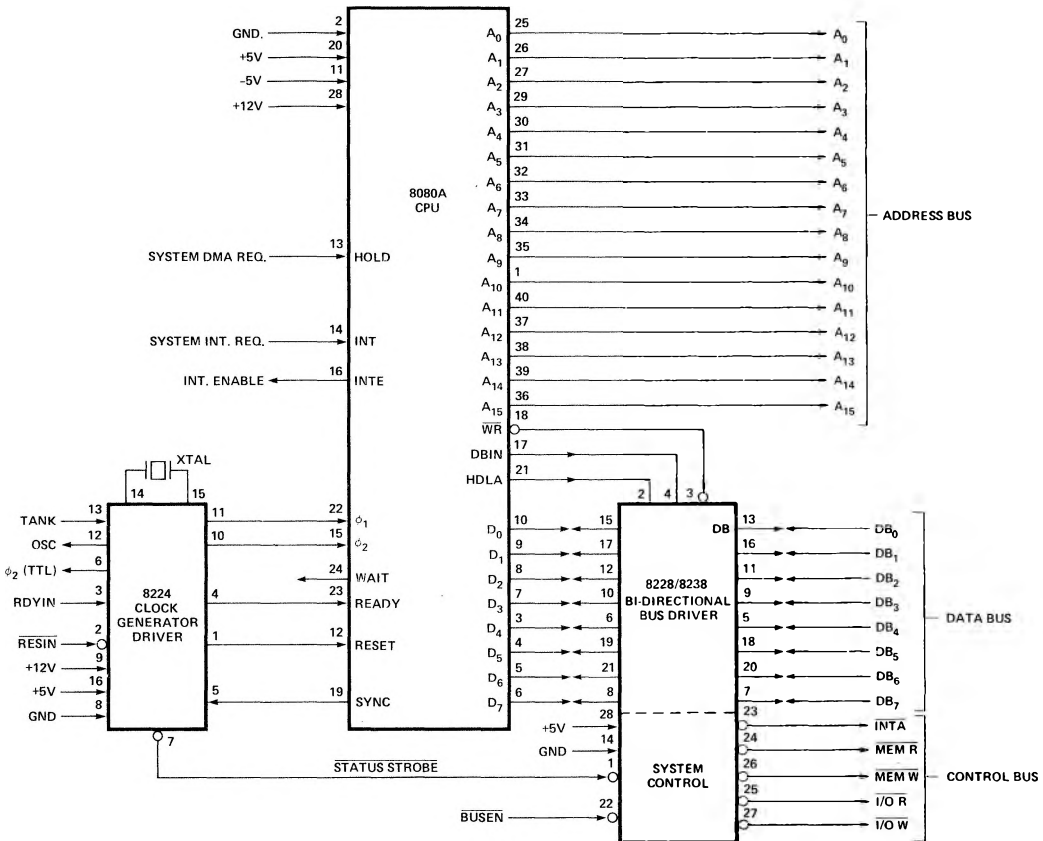 2
GND.
20
+5V
11
-5V
28
+12V
8080A
CPU
25
A0 A0
26
A1 A1
27
A2 A2
29
A3 A3
30
A4 A4
31
A5 A5
32
A6 A6
33
A7 A7
34
A8 A8
35
A9 A9
1
A10 A10
40
A11 A11
37
A12 A12
38
A13 A13
39
A14 A14
36
A15 A15
ADDRESS BUS
13
SYSTEM DMA REQ. HOLD
14
SYSTEM INT. REQ. INT
16
INT. ENABLE INTE
18
WR
17
DBIN
21
HDLA
2 4 3
XTAL
14 15
13
TANK
12
OSC
6
φ2 (TTL)
3
RDYIN
2
RESIN
9
+12V
16
+5V
8
GND
8224
CLOCK
GENERATOR
DRIVER
11 22
φ1
10 15
φ2
24
WAIT
4 23
READY
1 12
RESET
5 19
SYNC
7
STATUS STROBE
D0 10 15
D1 9 17
D2 8 12
D3 7 10
D4 3 6
D5 4 19
D6 5 21
D7 6 8
8228/8238
BI-DIRECTIONAL
BUS DRIVER
DB 13 DB0
16 DB1
11 DB2
9 DB3
5 DB4
18 DB5
20 DB6
7 DB7
DATA BUS
28
+5V
14
GND
1
22
BUSEN
SYSTEM
CONTROL
23
INTA
24
MEM R
26
MEM W
25
I/O R
27
I/O W
CONTROL BUS